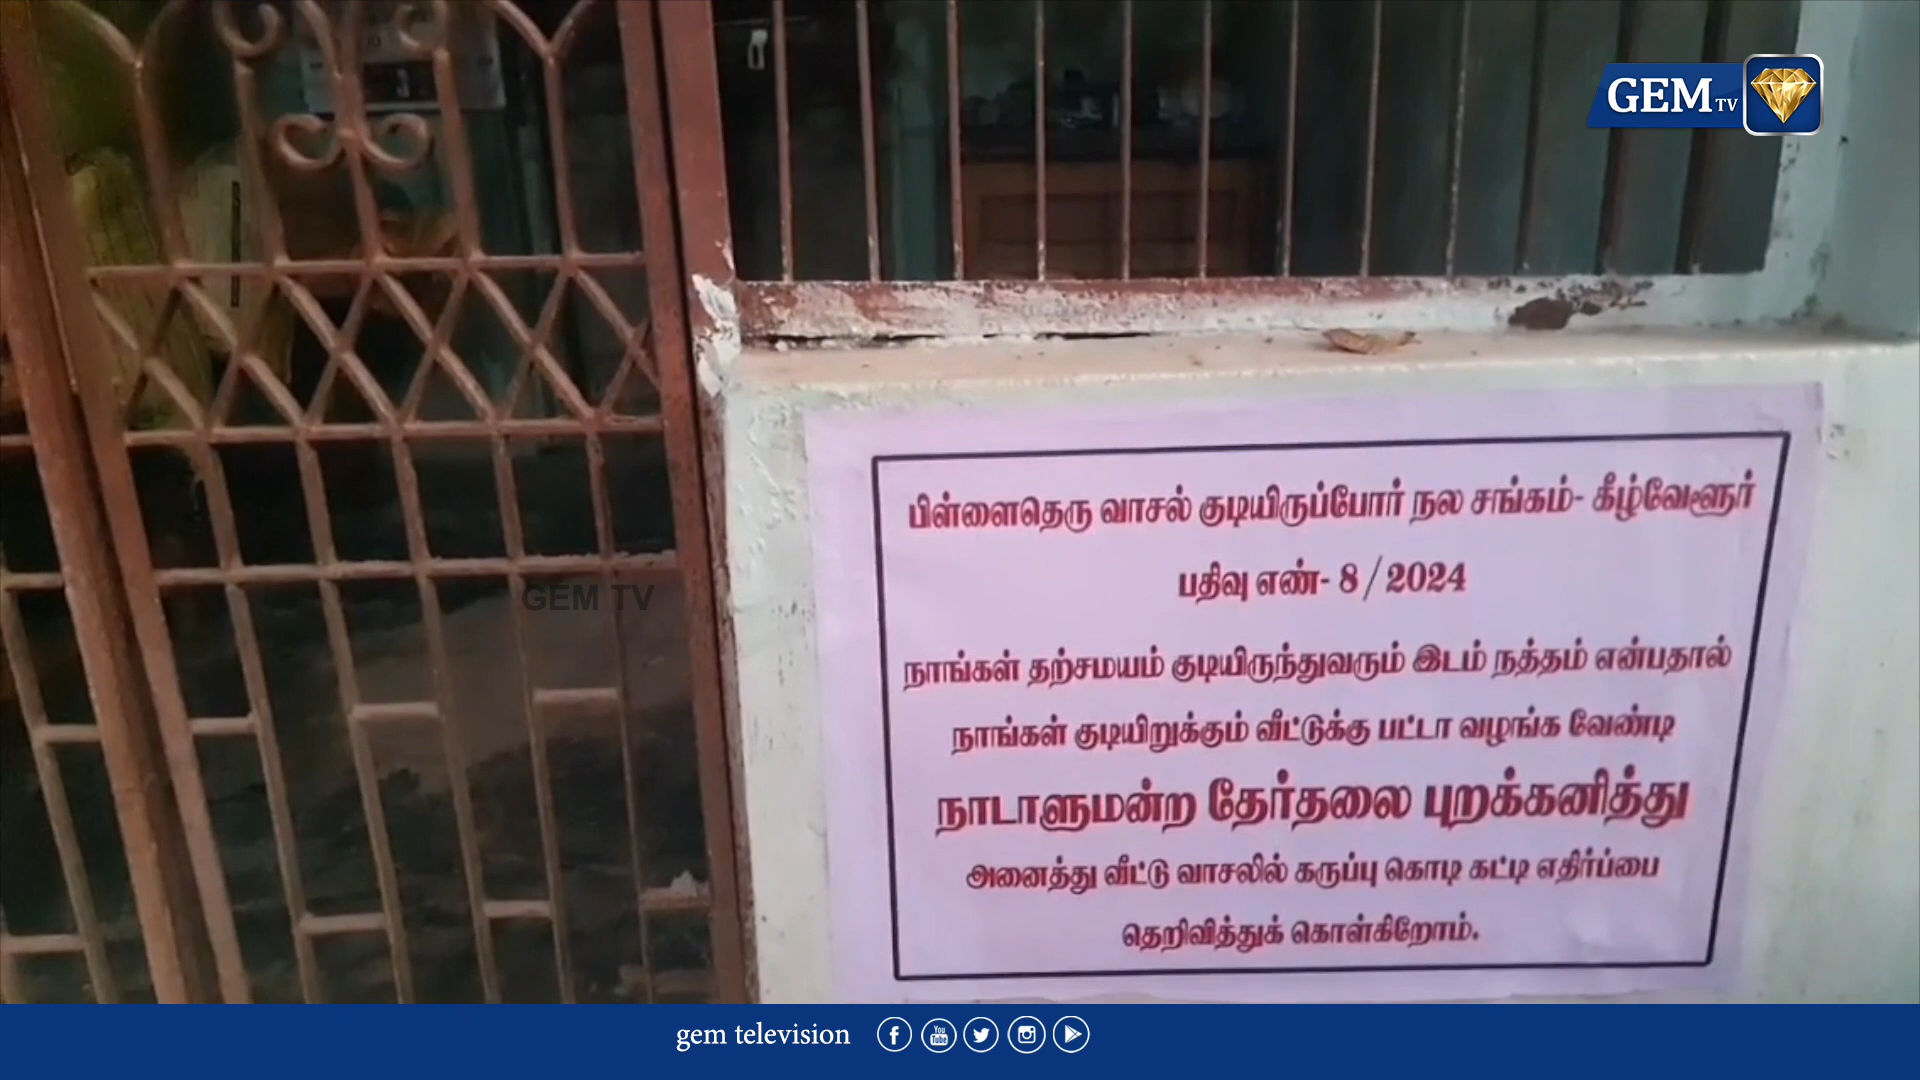 GEM TV
பிள்ளைதெரு வாசல் குடியிருப்போர் நல சங்கம்- கீழ்வேளூர்
பதிவு எண்- 8 / 2024
நாங்கள் தற்சமயம் குடியிருந்துவரும் இடம் நத்தம் என்பதால்
நாங்கள் குடியிறுக்கும் வீட்டுக்கு பட்டா வழங்க வேண்டி
நாடாளுமன்ற தேர்தலை புறக்கனித்து
அனைத்து வீட்டு வாசலில் கருப்பு கொடி கட்டி எதிர்ப்பை
தெறிவித்துக் கொள்கிறோம்.
GEM TV
gem television